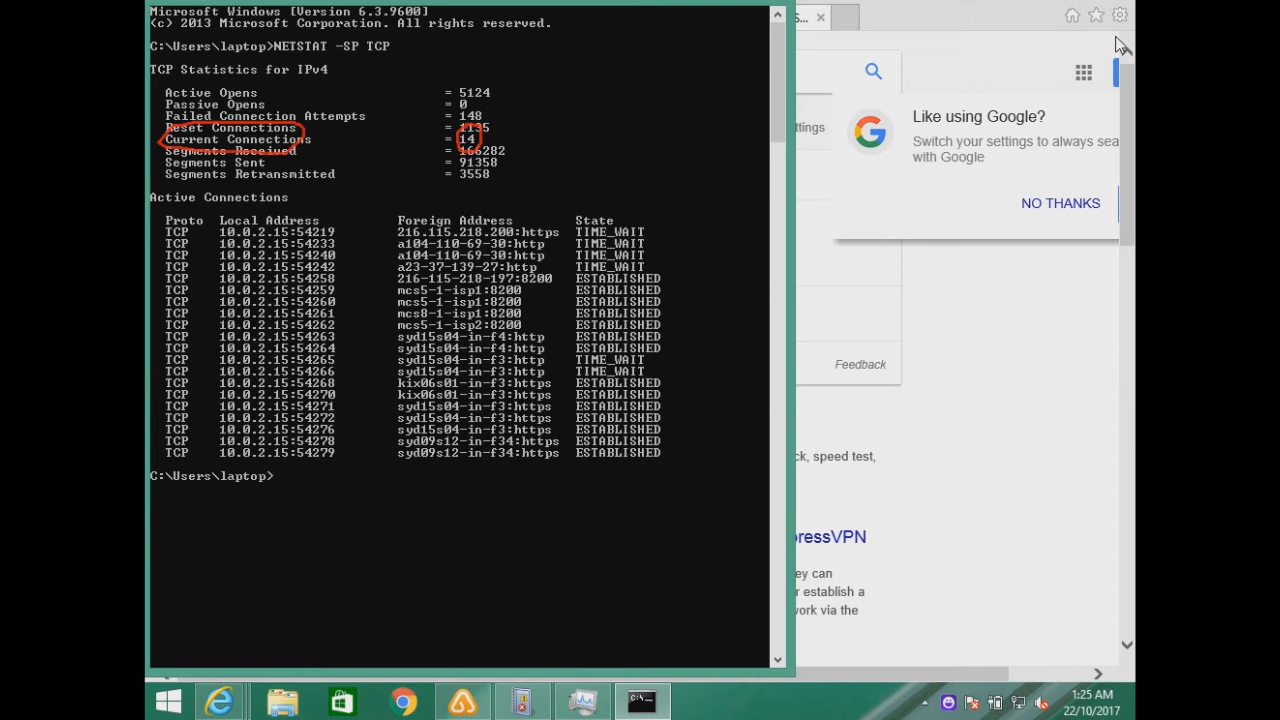 Microsoft Windows [Version 6.3.9600]
(c) 2013 Microsoft Corporation. All rights reserved.
C:\Users\laptop>NETSTAT -SP TCP
TCP Statistics for IPv4
Active Opens = 5124
Passive Opens = 0
Failed Connection Attempts = 148
Reset Connections = 1135
Current Connections = 14
Segments Received = 166282
Segments Sent = 91358
Segments Retransmitted = 3558
Active Connections
Proto Local Address Foreign Address State
TCP 10.0.2.15:54219 216.115.218.200:https TIME_WAIT
TCP 10.0.2.15:54233 a104-110-69-30:http TIME_WAIT
TCP 10.0.2.15:54240 a104-110-69-30:http TIME_WAIT
TCP 10.0.2.15:54242 a23-37-139-27:http TIME_WAIT
TCP 10.0.2.15:54258 216-115-218-197:8200 ESTABLISHED
TCP 10.0.2.15:54259 mcs5-1-isp1:8200 ESTABLISHED
TCP 10.0.2.15:54260 mcs5-1-isp1:8200 ESTABLISHED
TCP 10.0.2.15:54261 mcs8-1-isp1:8200 ESTABLISHED
TCP 10.0.2.15:54262 mcs5-1-isp2:8200 ESTABLISHED
TCP 10.0.2.15:54263 syd15s04-in-f4:http ESTABLISHED
TCP 10.0.2.15:54264 syd15s04-in-f4:http ESTABLISHED
TCP 10.0.2.15:54265 syd15s04-in-f3:http TIME_WAIT
TCP 10.0.2.15:54266 syd15s04-in-f3:http TIME_WAIT
TCP 10.0.2.15:54268 kix06s01-in-f3:https ESTABLISHED
TCP 10.0.2.15:54270 kix06s01-in-f3:https ESTABLISHED
TCP 10.0.2.15:54271 syd15s04-in-f3:https ESTABLISHED
TCP 10.0.2.15:54272 syd15s04-in-f3:https ESTABLISHED
TCP 10.0.2.15:54276 syd15s04-in-f3:https ESTABLISHED
TCP 10.0.2.15:54278 syd09s12-in-f34:https ESTABLISHED
TCP 10.0.2.15:54279 syd09s12-in-f34:https ESTABLISHED
C:\Users\laptop>
S...
Like using Google?
Switch your settings to always sea
with Google
NO THANKS
ttings
Feedback
ck, speed test,
pressVPN
ey can
r establish a
work via the
1:25 AM
22/10/2017